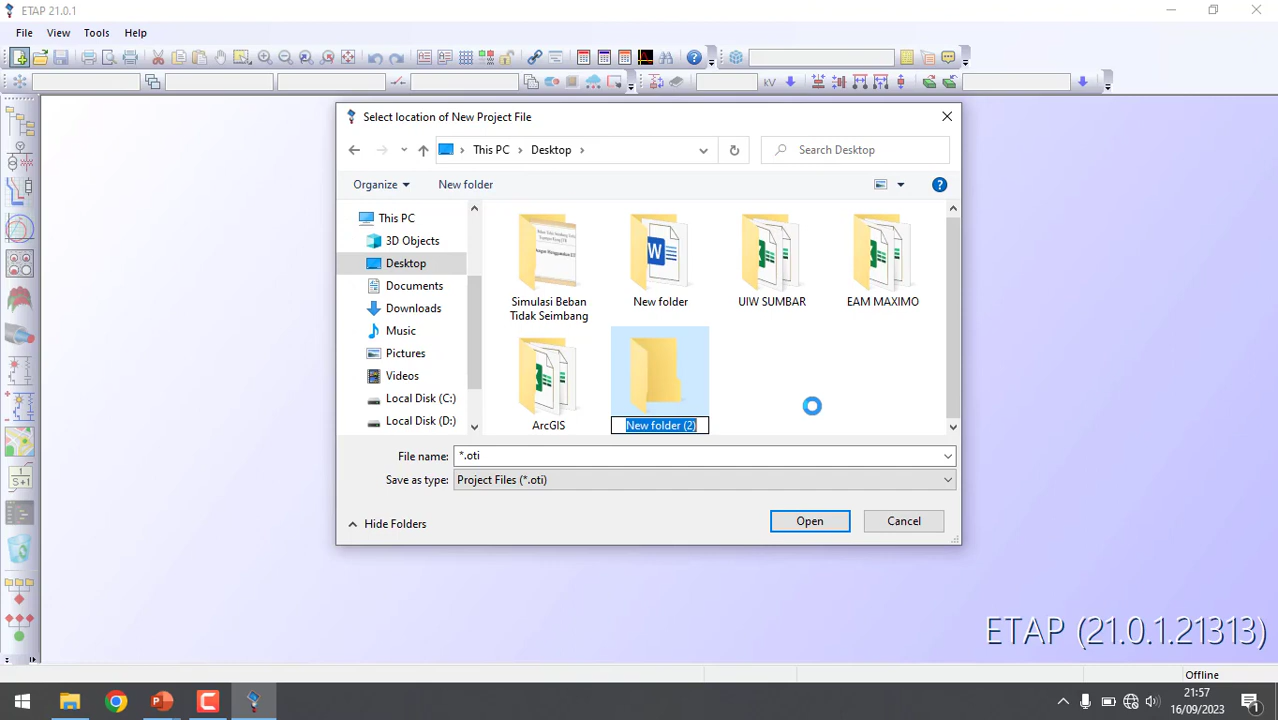 ETAP 21.0.1
File View Tools Help
kV
Select location of New Project File
This PC Desktop
Search Desktop
Organize
New folder
This PC
3D Objects
Desktop
Documents
Downloads
Music
Pictures
Videos
Local Disk (C:)
Local Disk (D:)
Simulasi Beban
Tidak Seimbang
New folder
UIW SUMBAR
EAM MAXIMO
ArcGIS
New folder (2)
File name: *.oti
Save as type: Project Files (*.oti)
Hide Folders
Open
Cancel
ETAP (21.0.1.21313)
Offline
21:57
16/09/2023